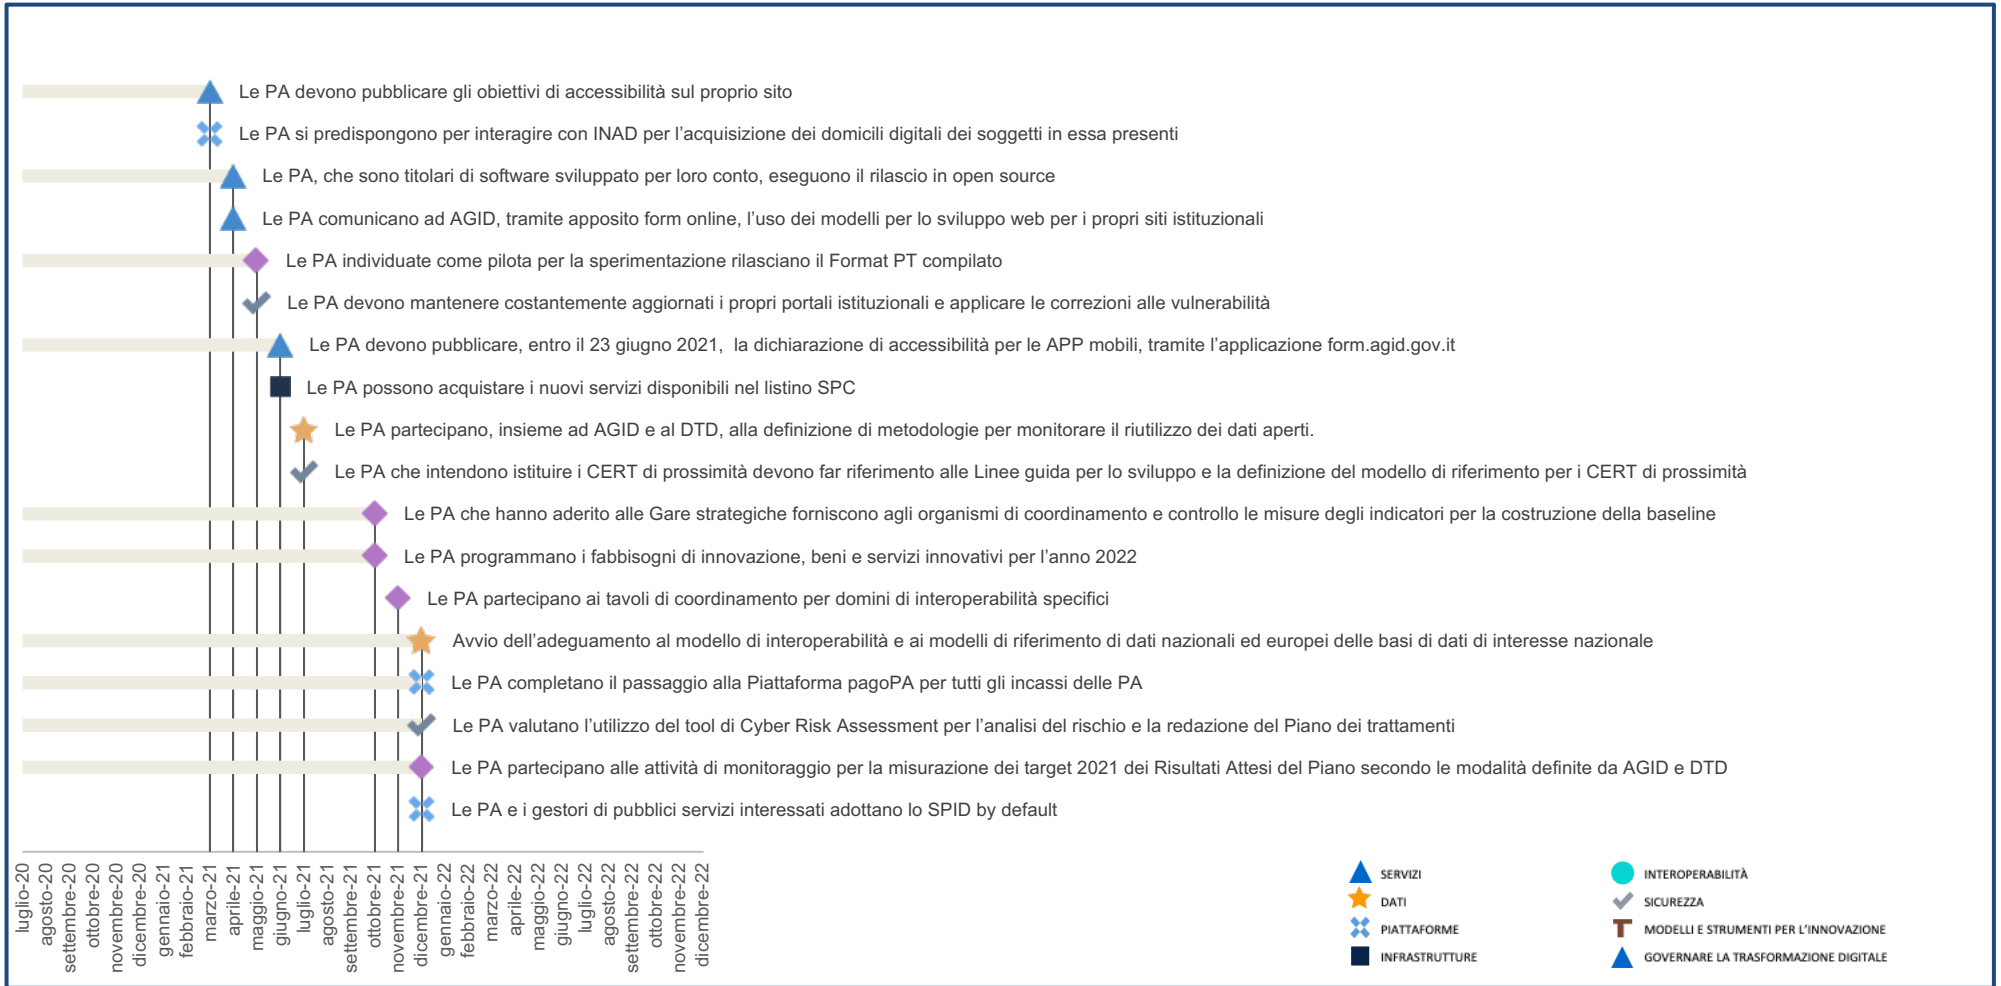 Le PA devono pubblicare gli obiettivi di accessibilità sul proprio sito
Le PA si predispongono per interagire con INAD per l’acquisizione dei domicili digitali dei soggetti in essa presenti
Le PA, che sono titolari di software sviluppato per loro conto, eseguono il rilascio in open source
Le PA comunicano ad AGID, tramite apposito form online, l’uso dei modelli per lo sviluppo web per i propri siti istituzionali
Le PA individuate come pilota per la sperimentazione rilasciano il Format PT compilato
Le PA devono mantenere costantemente aggiornati i propri portali istituzionali e applicare le correzioni alle vulnerabilità
Le PA devono pubblicare, entro il 23 giugno 2021,  la dichiarazione di accessibilità per le APP mobili, tramite l’applicazione form.agid.gov.it
Le PA possono acquistare i nuovi servizi disponibili nel listino SPC
Le PA partecipano, insieme ad AGID e al DTD, alla definizione di metodologie per monitorare il riutilizzo dei dati aperti.
Le PA che intendono istituire i CERT di prossimità devono far riferimento alle Linee guida per lo sviluppo e la definizione del modello di riferimento per i CERT di prossimità
Le PA che hanno aderito alle Gare strategiche forniscono agli organismi di coordinamento e controllo le misure degli indicatori per la costruzione della baseline
Le PA programmano i fabbisogni di innovazione, beni e servizi innovativi per l’anno 2022
Le PA partecipano ai tavoli di coordinamento per domini di interoperabilità specifici
Avvio dell’adeguamento al modello di interoperabilità e ai modelli di riferimento di dati nazionali ed europei delle basi di dati di interesse nazionale
Le PA completano il passaggio alla Piattaforma pagoPA per tutti gli incassi delle PA
Le PA valutano l’utilizzo del tool di Cyber Risk Assessment per l’analisi del rischio e la redazione del Piano dei trattamenti
Le PA partecipano alle attività di monitoraggio per la misurazione dei target 2021 dei Risultati Attesi del Piano secondo le modalità definite da AGID e DTD
Le PA e i gestori di pubblici servizi interessati adottano lo SPID by default
luglio-20
agosto-20
settembre-20
ottobre-20
novembre-20
dicembre-20
gennaio-21
febbraio-21
marzo-21
aprile-21
maggio-21
giugno-21
luglio-21
agosto-21
settembre-21
ottobre-21
novembre-21
dicembre-21
gennaio-22
febbraio-22
marzo-22
aprile-22
maggio-22
giugno-22
luglio-22
agosto-22
settembre-22
ottobre-22
novembre-22
dicembre-22
SERVIZI
DATI
PIATTAFORME
INFRASTRUTTURE
INTEROPERABILITÀ
SICUREZZA
MODELLI E STRUMENTI PER L’INNOVAZIONE
GOVERNARE LA TRASFORMAZIONE DIGITALE